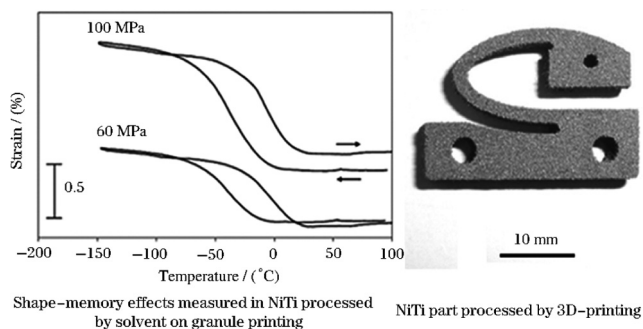 100 MPa
60 MPa
Strain / (%)
0.5
−200 −150 −100 −50 0 50 100
Temperature / (˚C)
Shape−memory effects measured in NiTi processed
by solvent on granule printing
10 mm
NiTi part processed by 3D−printing